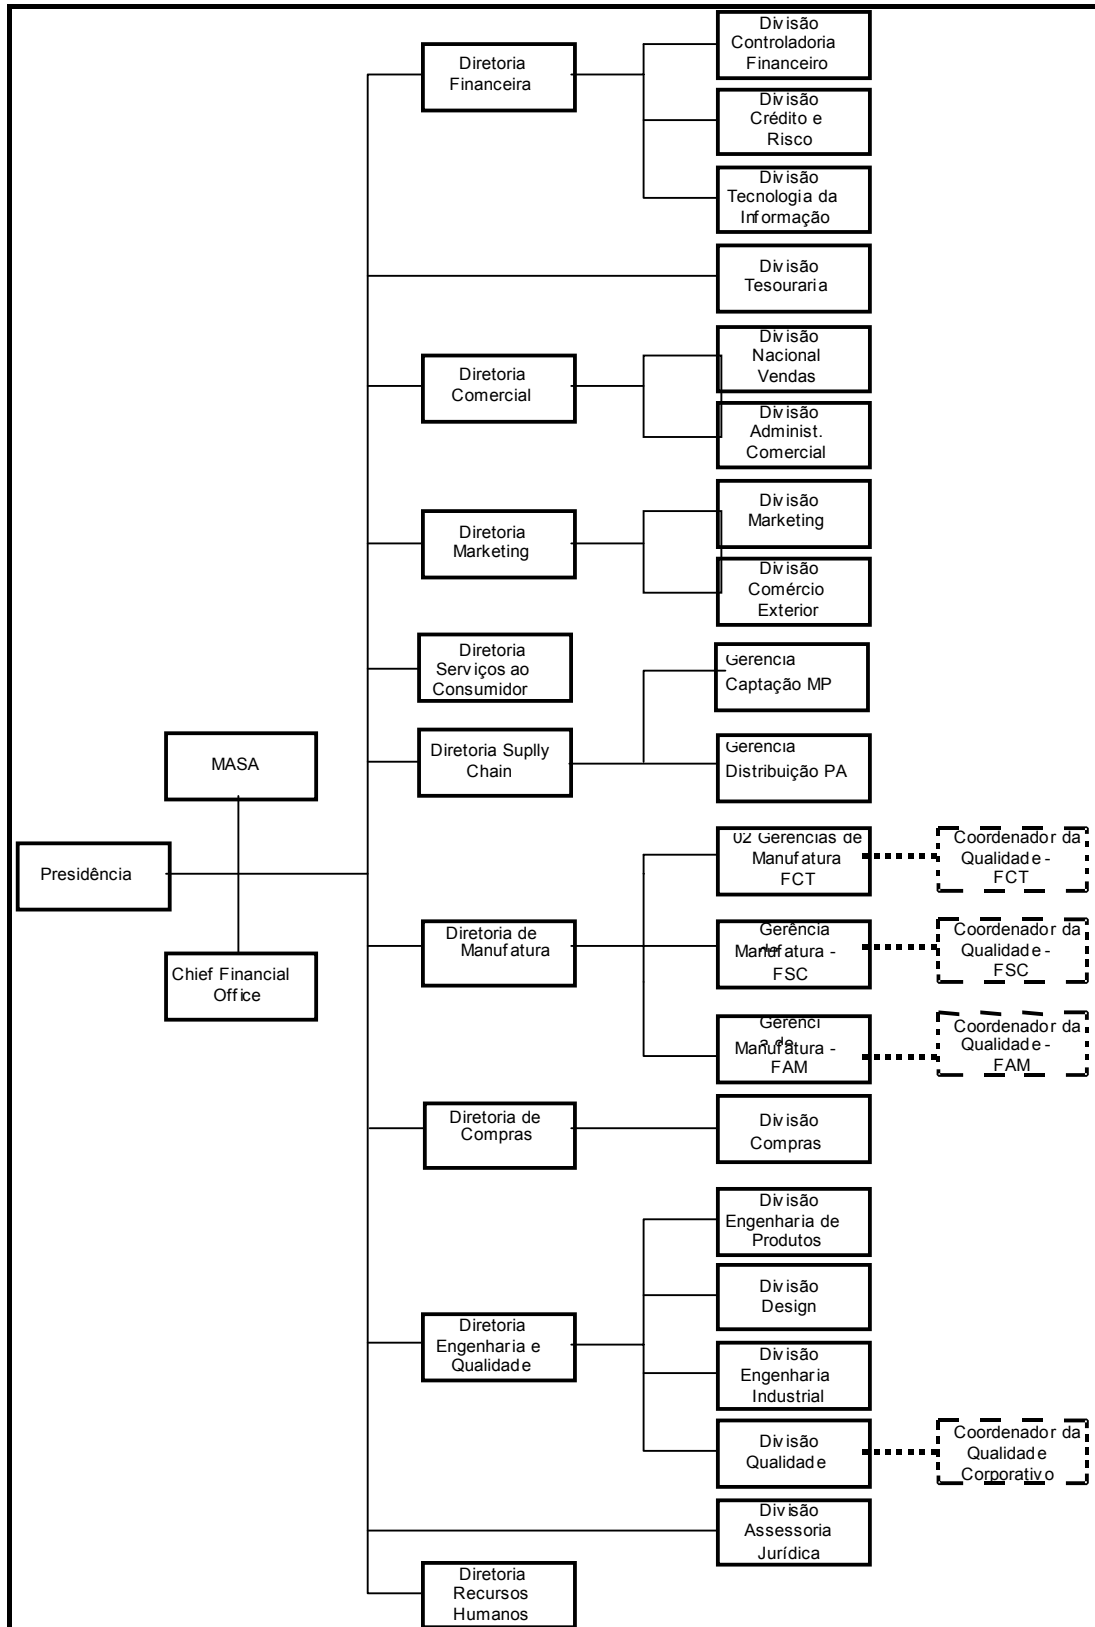 Divisão
Controladoria
Financeiro
Diretoria
Financeira
Divisão
Crédito e
Risco
Divisão
Tecnologia da
Informação
Divisão
Tesouraria
Divisão
Nacional
Vendas
Diretoria
Comercial
Divisão
Administ.
Comercial
Divisão
Marketing
Diretoria
Marketing
Divisão
Comércio
Exterior
Diretoria
Serviços ao
Consumidor
Gerencia
Captação MP
Diretoria Suplly
Chain
Gerencia
Distribuição PA
MASA
Presidência
Chief Financial
Office
02 Gerências de
Manufatura
FCT
Coordenador da
Qualidade -
FCT
Diretoria de
Manufatura
Gerência
de
Manufatura -
FSC
Coordenador da
Qualidade -
FSC
Gerênci
a de
Manufatura -
FAM
Coordenador da
Qualidade -
FAM
Diretoria de
Compras
Divisão
Compras
Divisão
Engenharia de
Produtos
Divisão
Design
Diretoria
Engenharia e
Qualidade
Divisão
Engenharia
Industrial
Divisão
Qualidade
Coordenador da
Qualidade
Corporativo
Divisão
Assessoria
Jurídica
Diretoria
Recursos
Humanos